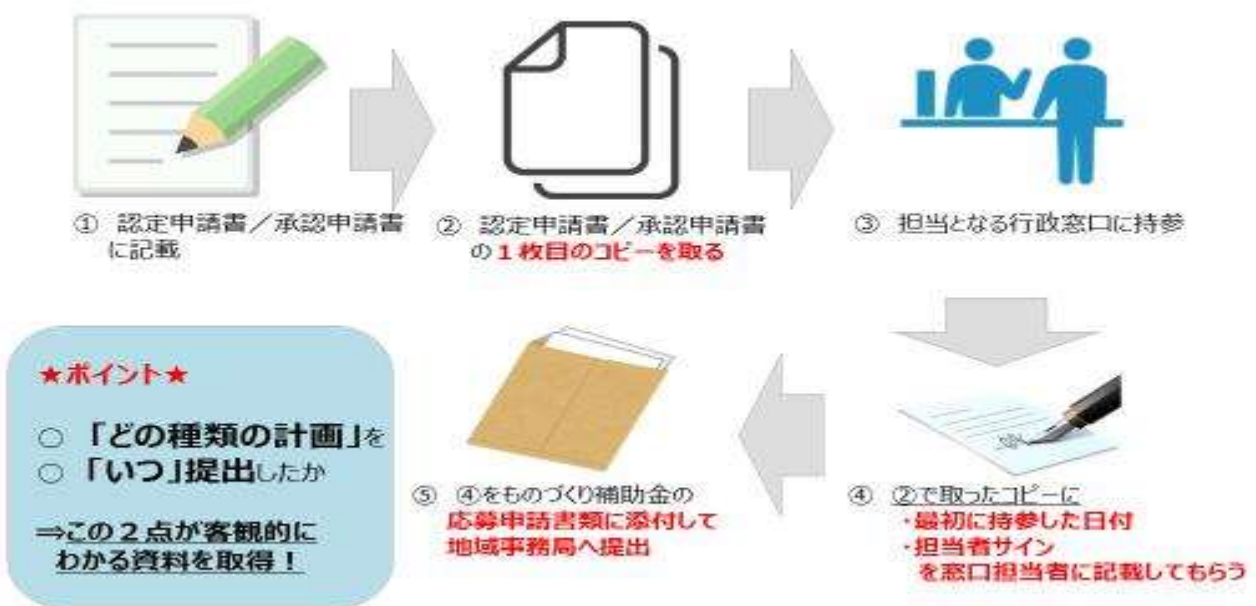 ① 認定申請書／承認申請書
に記載
② 認定申請書／承認申請書
の１枚目のコピーを取る
③ 担当となる行政窓口に持参
④ ②で取ったコピーに
・最初に持参した日付
・担当者サイン
を窓口担当者に記載してもらう
⑤ ④をものづくり補助金の
応募申請書類に添付して
地域事務局へ提出
★ポイント★
○ 「どの種類の計画」を
○ 「いつ」提出したか
⇒この２点が客観的に
わかる資料を取得！